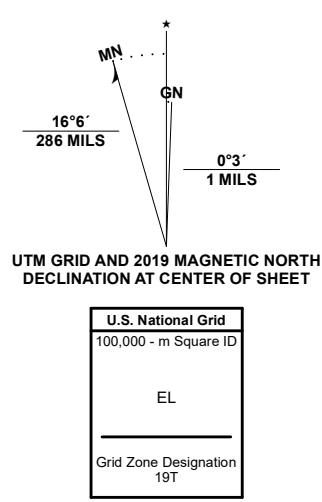 ★
MN
GN
16°6´
286 MILS
0°3´
1 MILS
UTM GRID AND 2019 MAGNETIC NORTH
DECLINATION AT CENTER OF SHEET
U.S. National Grid
100,000 - m Square ID
EL
Grid Zone Designation
19T